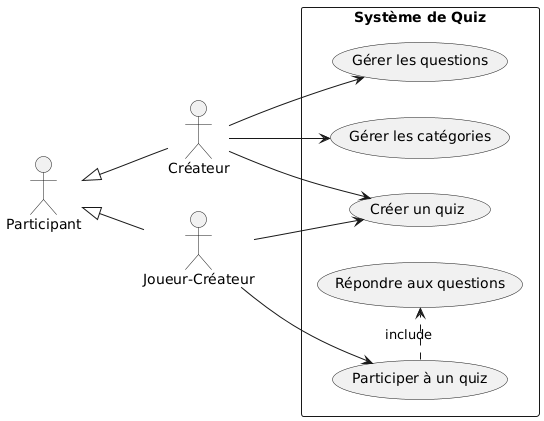 Système de Quiz
Gérer les questions
Gérer les catégories
Créateur
Participant
Créer un quiz
Joueur-Créateur
Répondre aux questions
include
Participer à un quiz